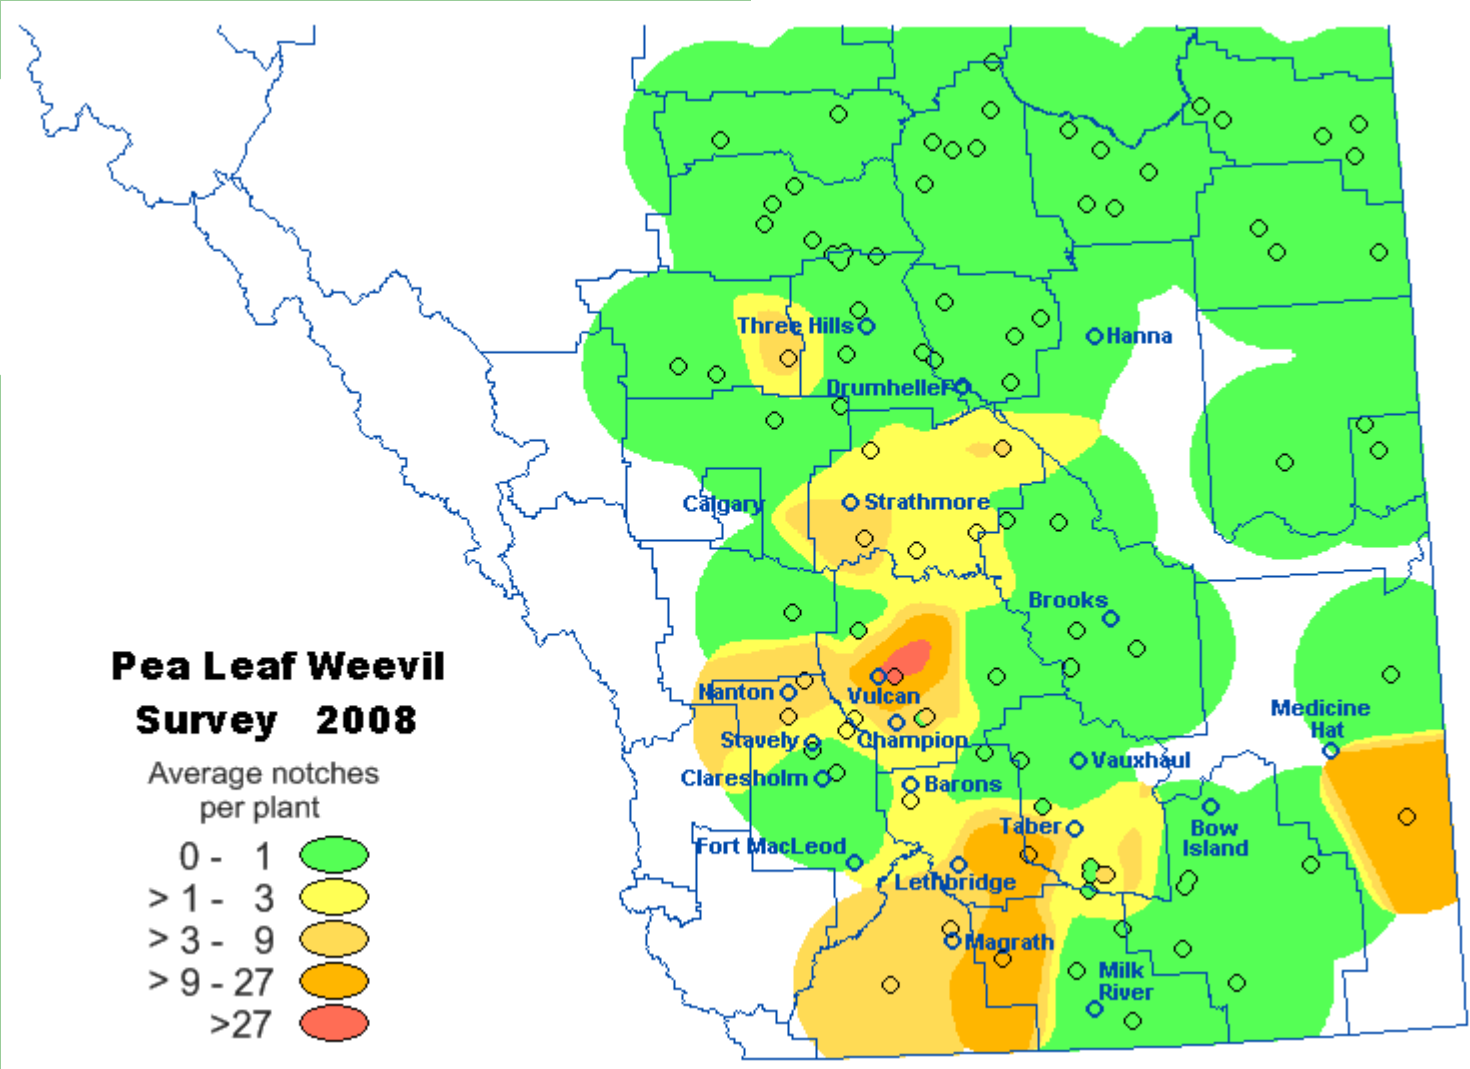 Three Hills
Hanna
Drumheller
Calgary
Strathmore
Brooks
Pea Leaf Weevil
Survey 2008
Nanton
Vulcan
Medicine
Hat
Stavely
Champion
Vauxhaul
Average notches
per plant
Claresholm
Barons
Taber
Bow
Island
0 - 1
Fort MacLeod
> 1 - 3
Lethbridge
> 3 - 9
Magrath
> 9 - 27
Milk
River
>27